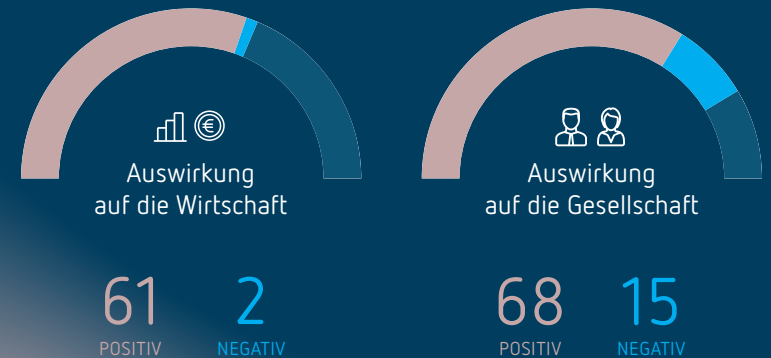 €
Auswirkung
auf die Wirtschaft
61
POSITIV
2
NEGATIV
Auswirkung
auf die Gesellschaft
68
POSITIV
15
NEGATIV